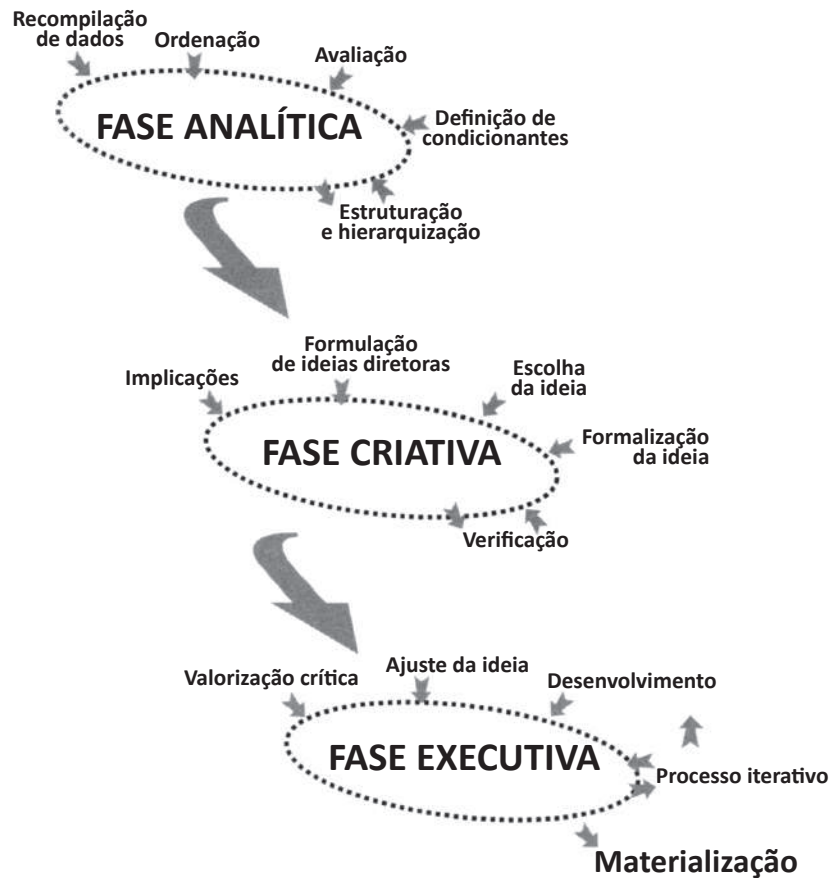 Recompilação
de dados
Ordenação
Avaliação
FASE ANALÍTICA
Definição de
condicionantes
Estruturação
e hierarquização
Formulação
de ideias diretoras
Implicações
Escolha
da ideia
FASE CRIATIVA
Formalização
da ideia
Verificação
Valorização crítica
Ajuste da ideia
Desenvolvimento
FASE EXECUTIVA
Processo iterativo
Materialização